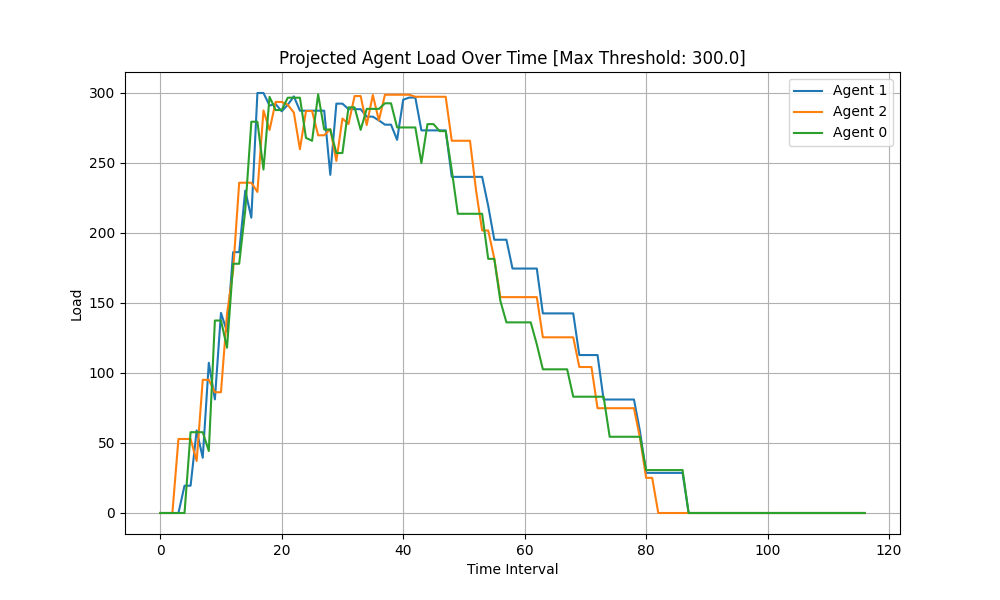 Projected Agent Load Over Time [Max Threshold: 300.0]
Agent 1
Agent 2
Agent 0
Load
300
250
200
150
100
50
0
0 20 40 60 80 100 120
Time Interval